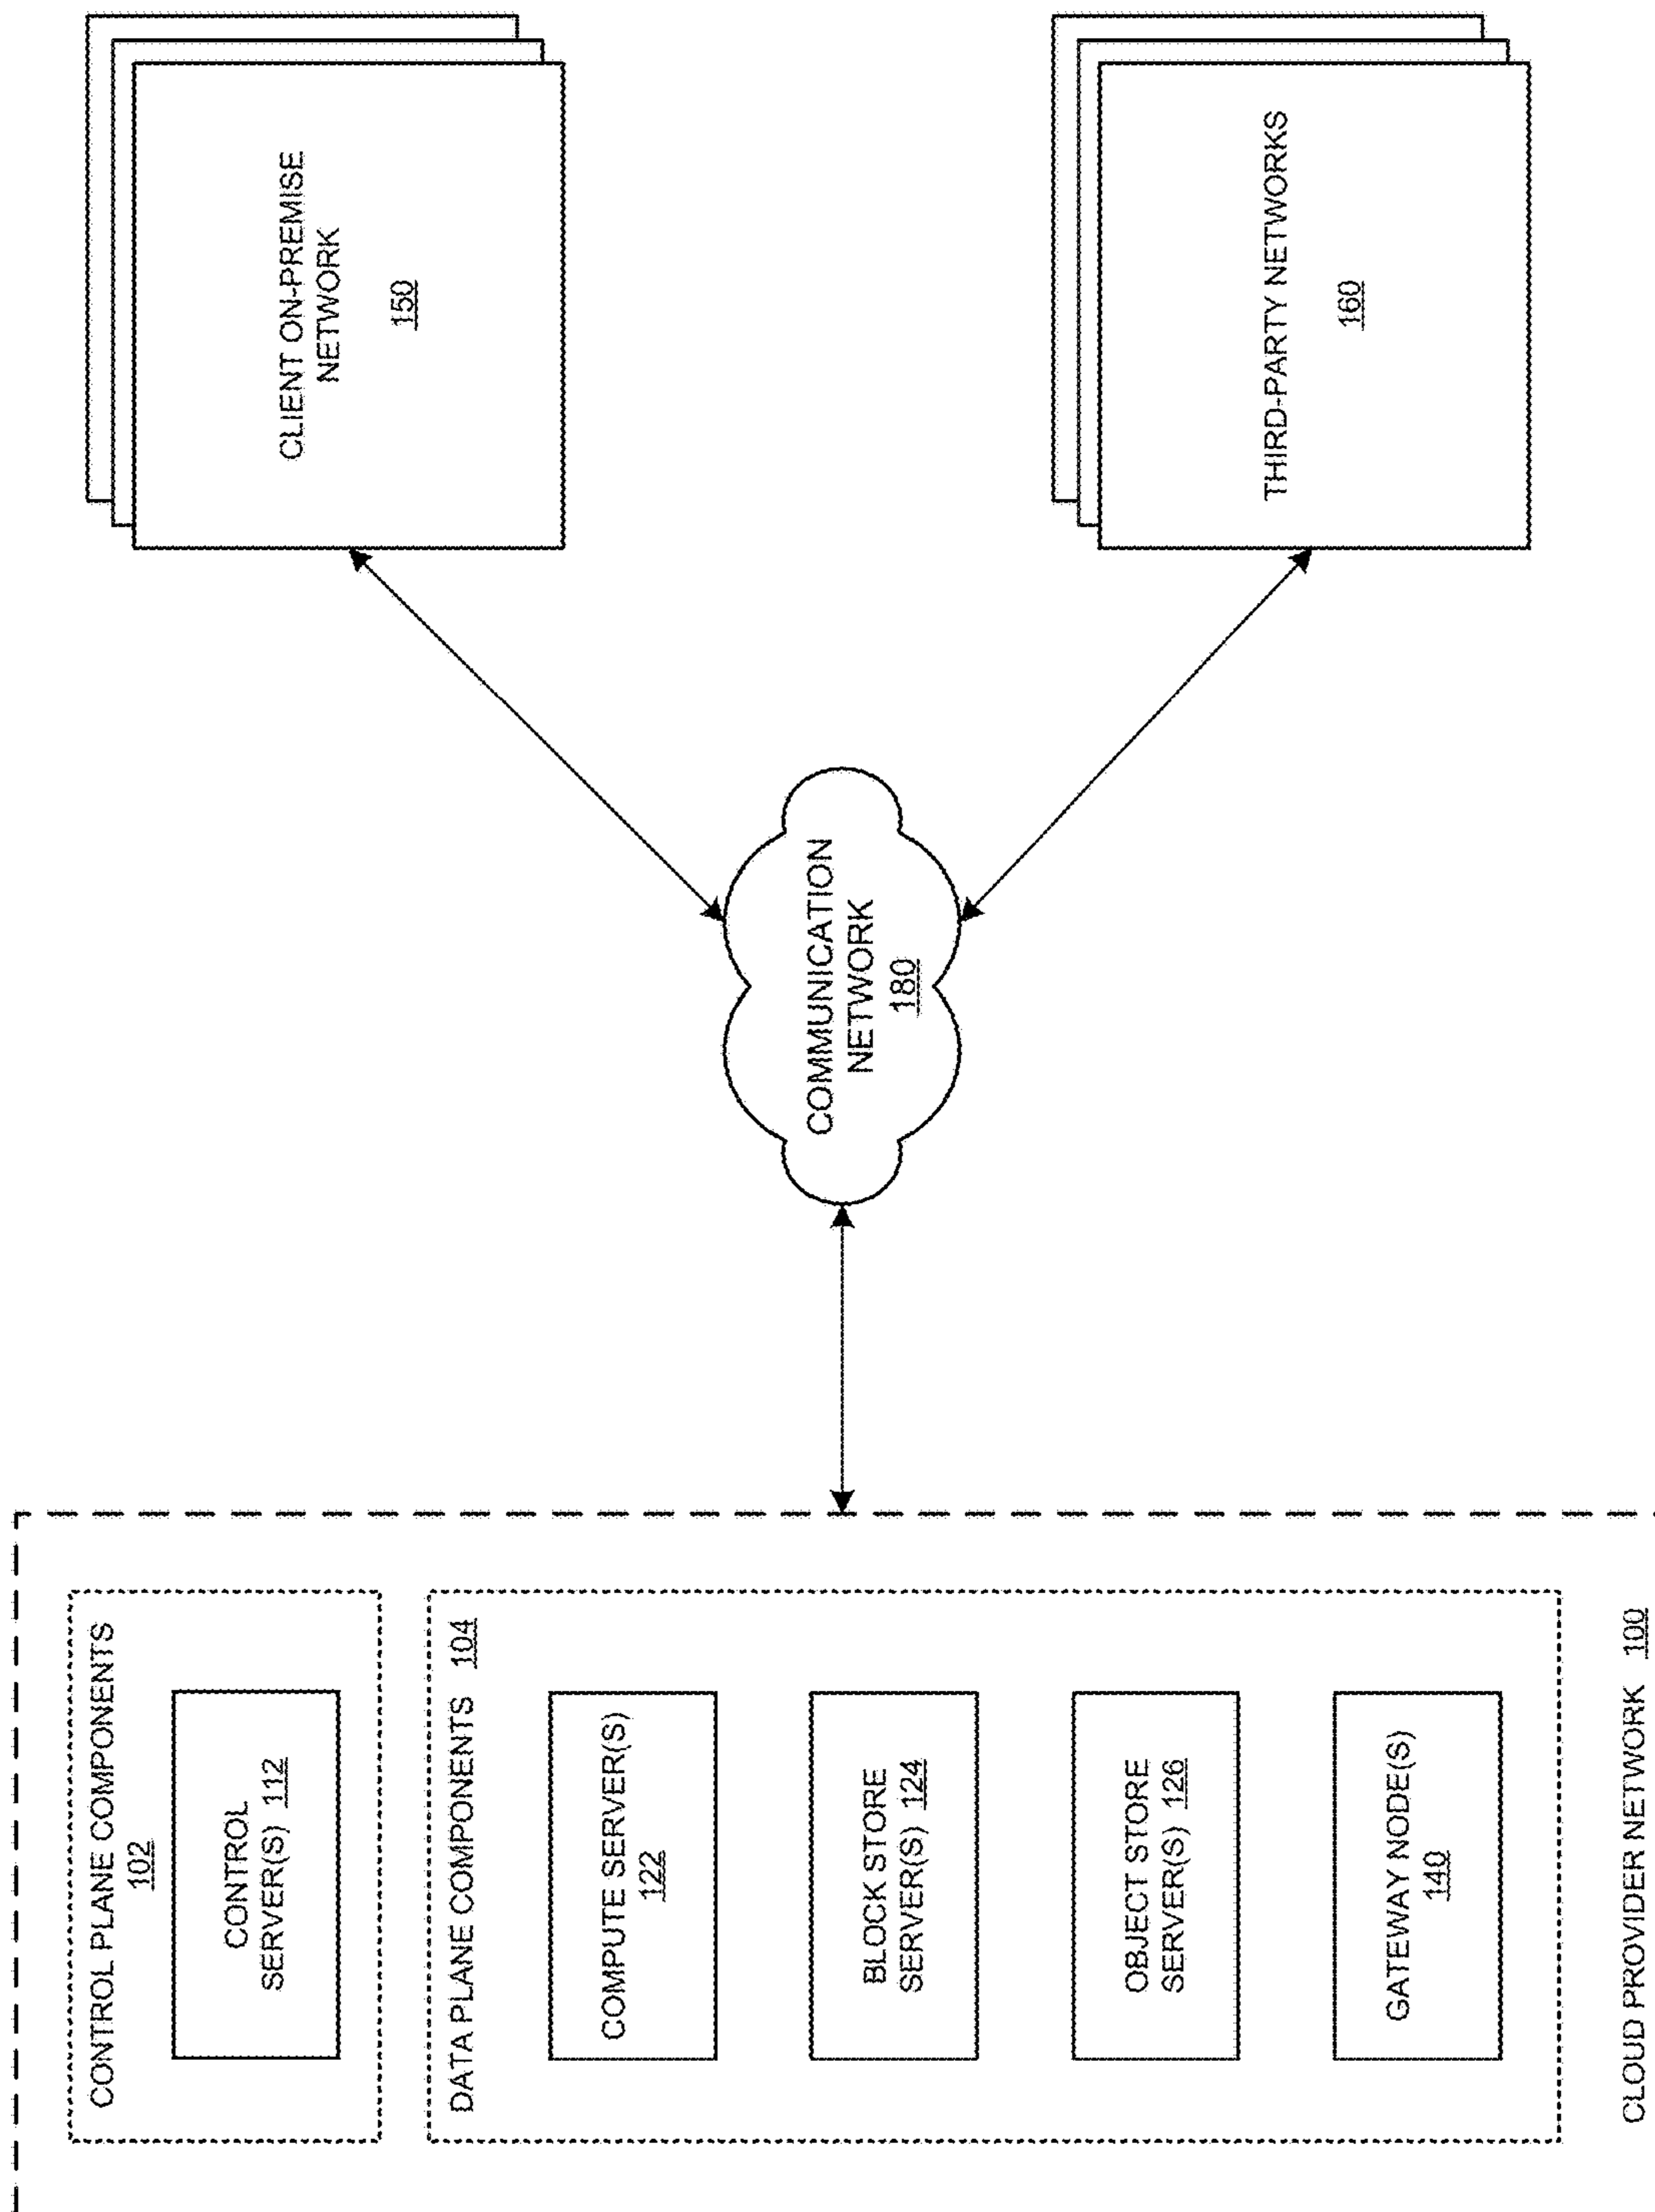 CONTROL PLANE COMPONENTS
102
CONTROL
SERVER(S) 112
DATA PLANE COMPONENTS 104
COMPUTE SERVER(S)
122
BLOCK STORE
SERVER(S) 124
OBJECT STORE
SERVER(S) 126
GATEWAY NODE(S)
140
CLOUD PROVIDER NETWORK 100
COMMUNICATION
NETWORK
180
CLIENT ON-PREMISE
NETWORK
150
THIRD-PARTY NETWORKS
160